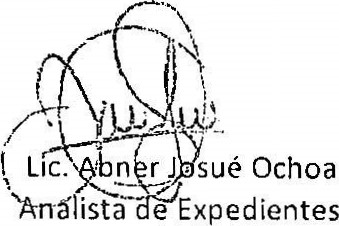 Lic. Abner Josué Ochoa
Analista de Expedientes